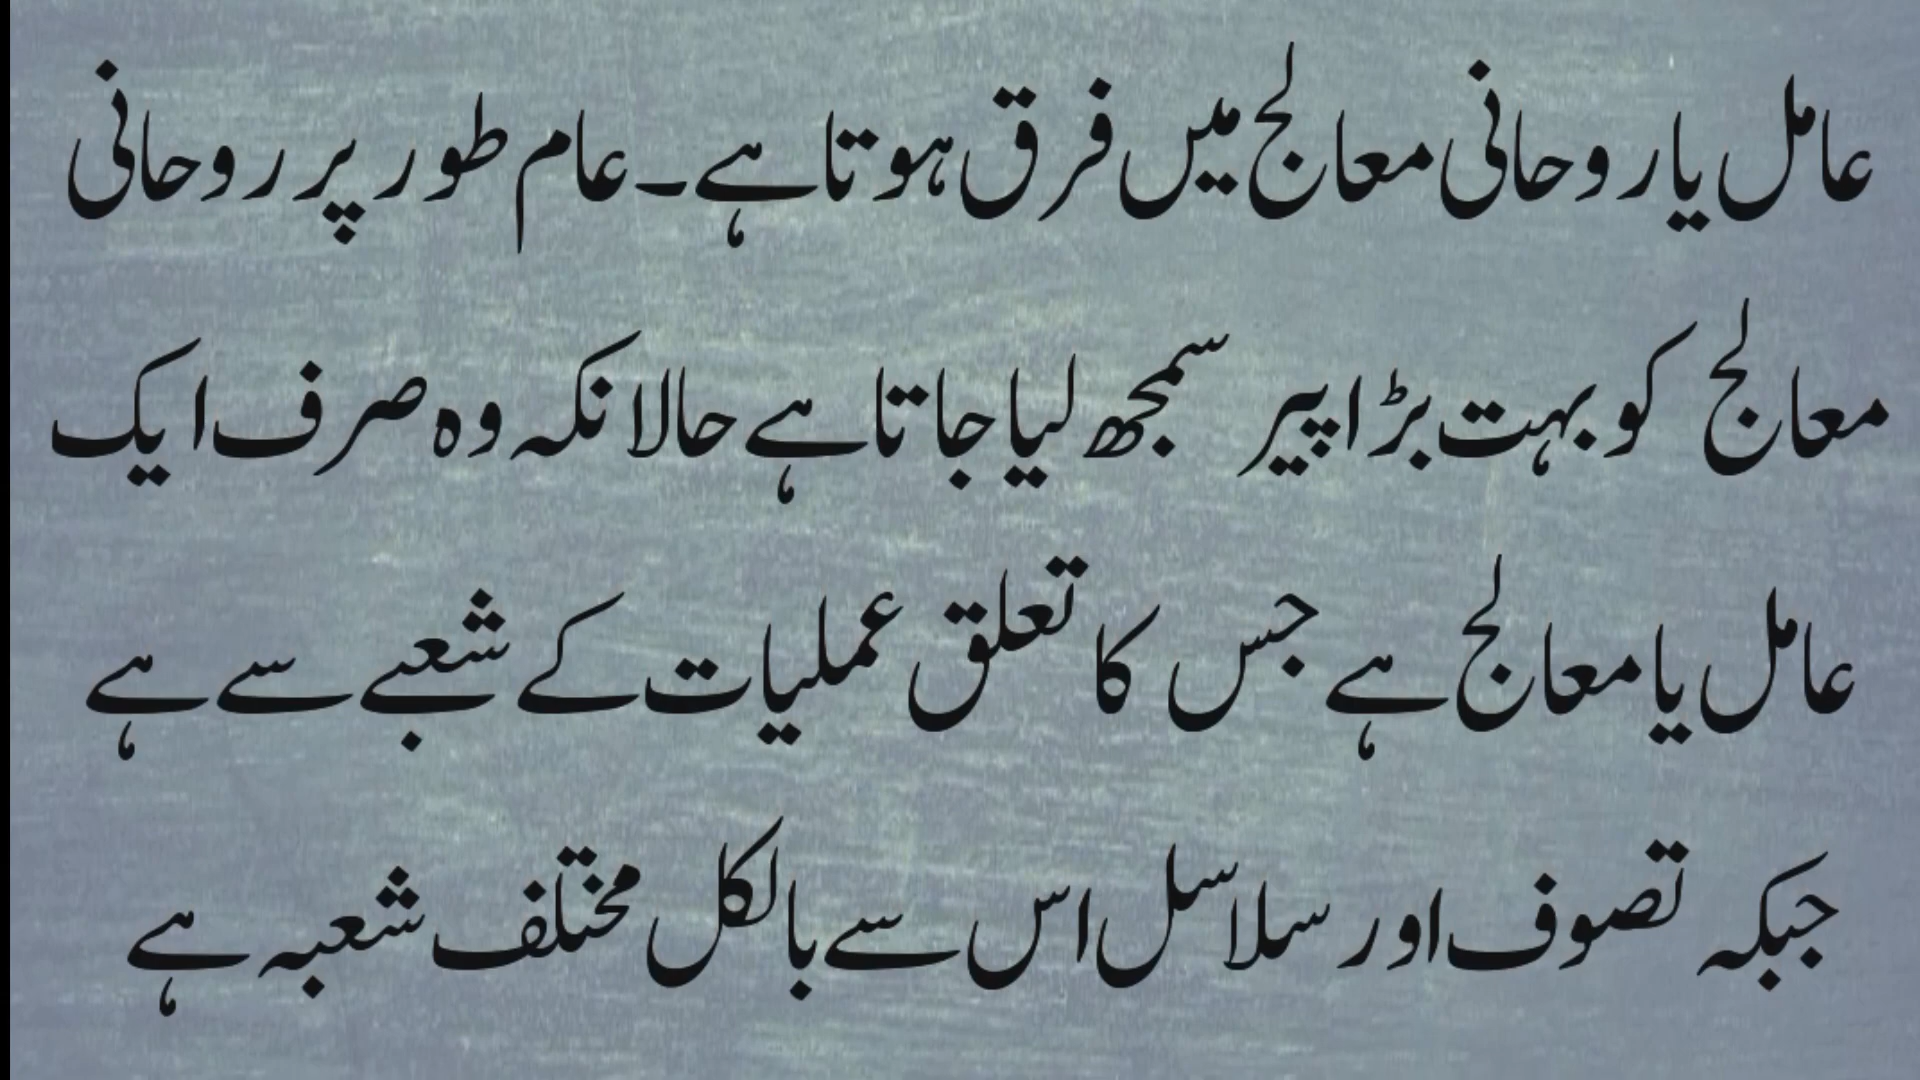 عامل یا روحانی معالج میں فرق ہوتا ہے۔ عام طور پر روحانی
معالج کو بہت بڑا پیر سمجھ لیا جاتا ہے حالانکہ وہ صرف ایک
عامل یا معالج ہے جس کا تعلق عملیات کے شعبے سے ہے
جبکہ تصوف اور سلاسل اس سے بالکل مختلف شعبہ ہے